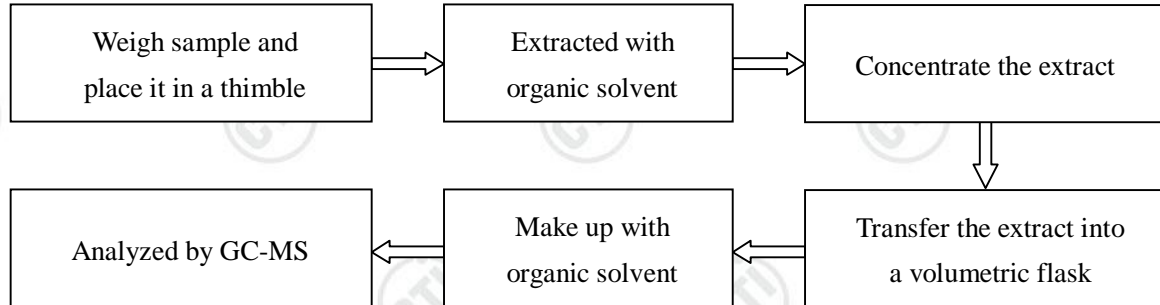 Weigh sample and
place it in a thimble
Extracted with
organic solvent
Concentrate the extract
Transfer the extract into
a volumetric flask
Make up with
organic solvent
Analyzed by GC-MS